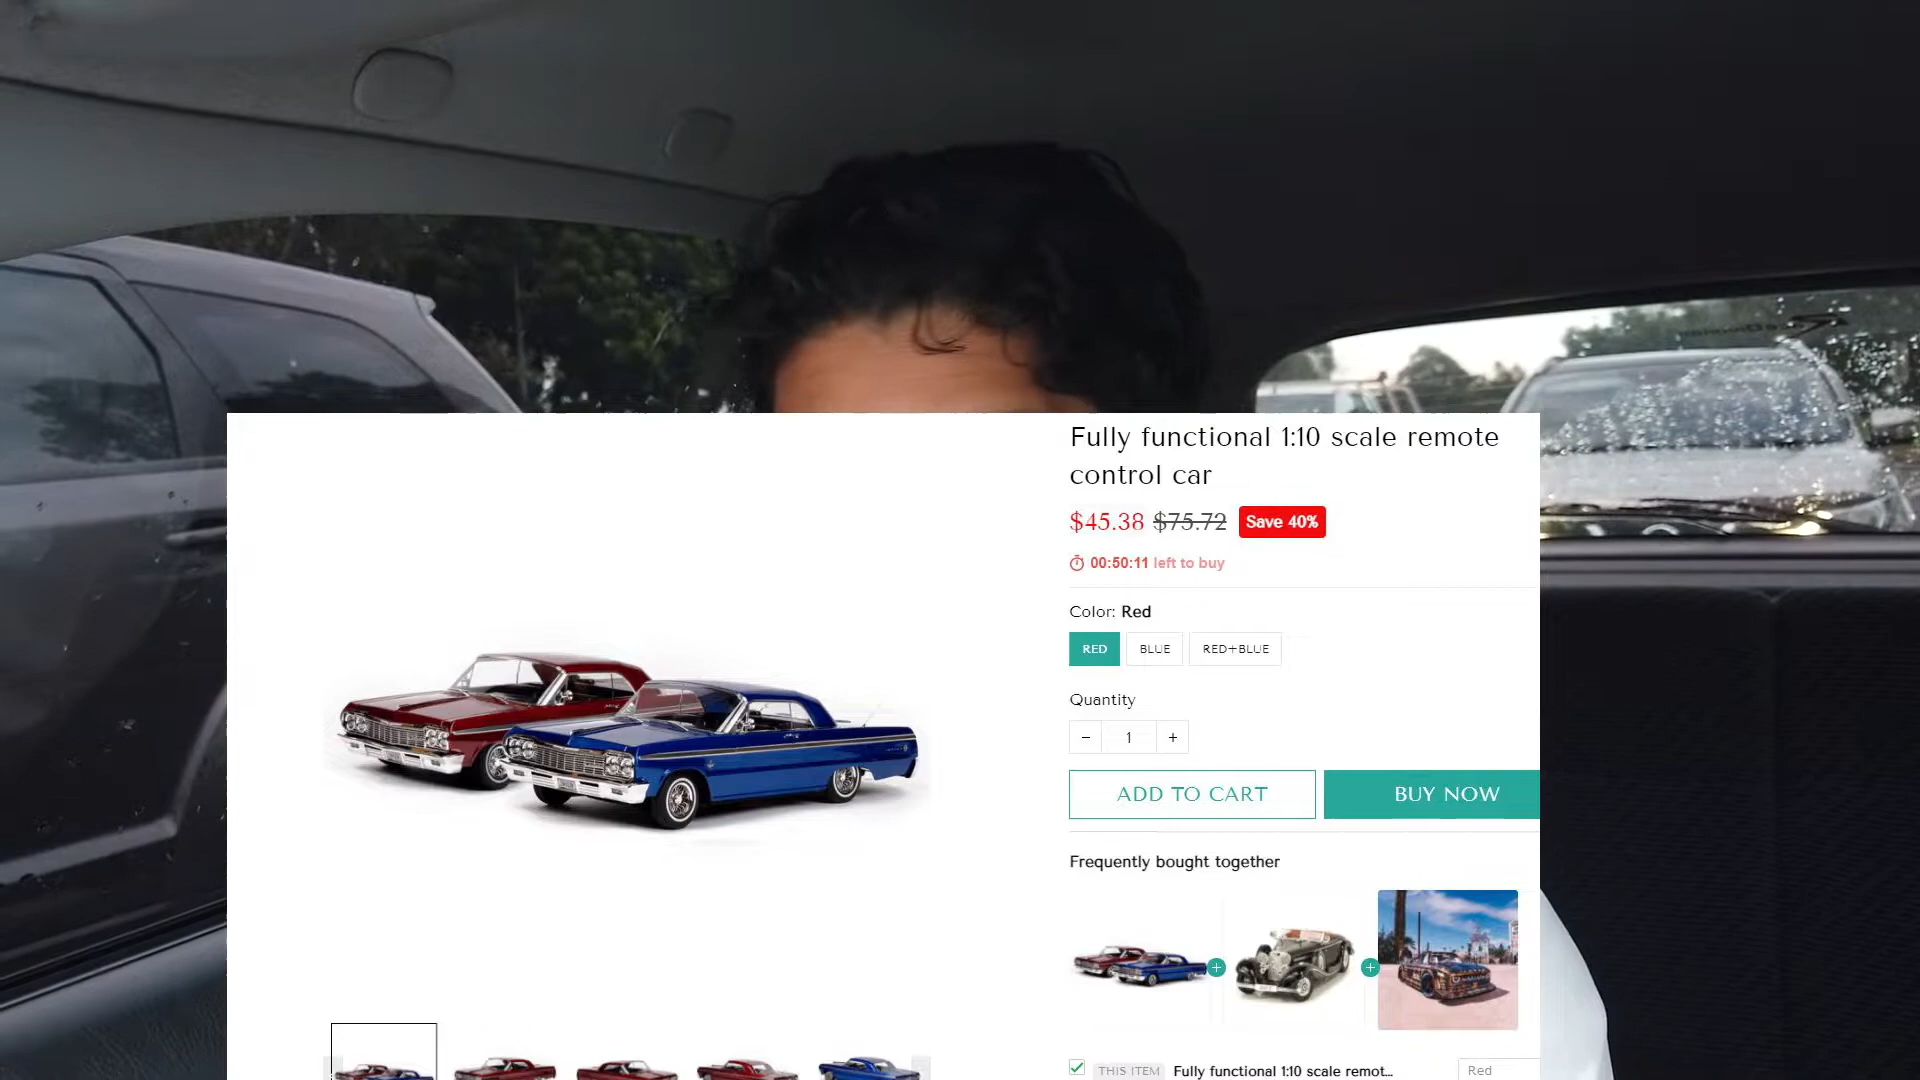 Fully functional 1:10 scale remote
control car
$45.38 $75.72 Save 40%
00:50:11 left to buy
Color: Red
RED BLUE RED+BLUE
Quantity
− 1 +
ADD TO CART BUY NOW
Frequently bought together
+ +
THIS ITEM Fully functional 1:10 scale remot... Red